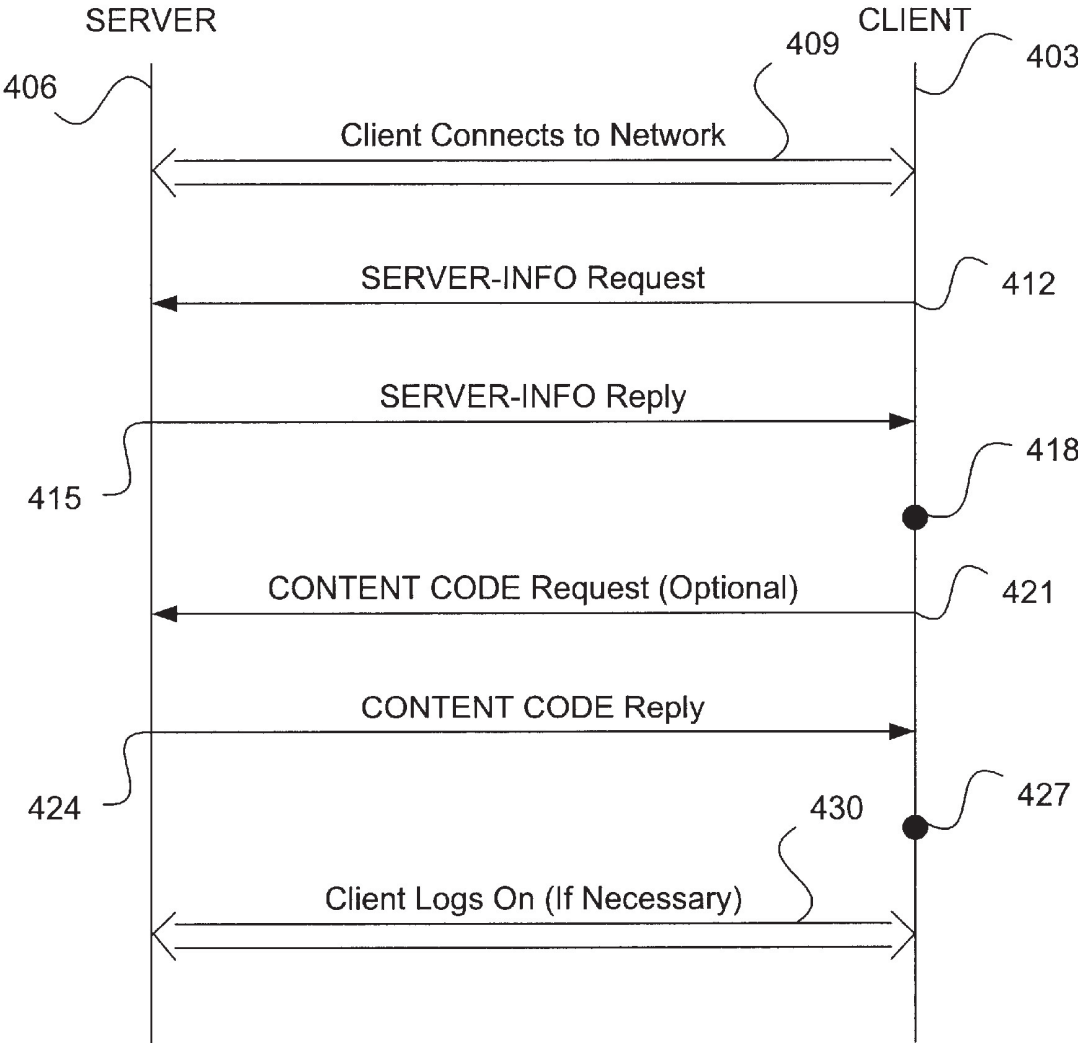 SERVER
CLIENT
406
409
403
Client Connects to Network
SERVER-INFO Request
412
SERVER-INFO Reply
415
418
CONTENT CODE Request (Optional)
421
CONTENT CODE Reply
424
427
430
Client Logs On (If Necessary)